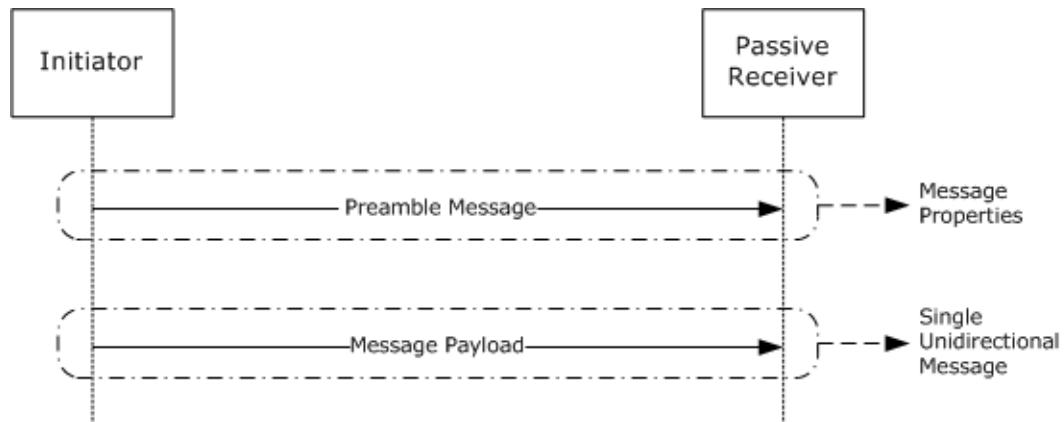 Initiator
Passive
Receiver
Preamble Message
Message
Properties
Message Payload
Single
Unidirectional
Message